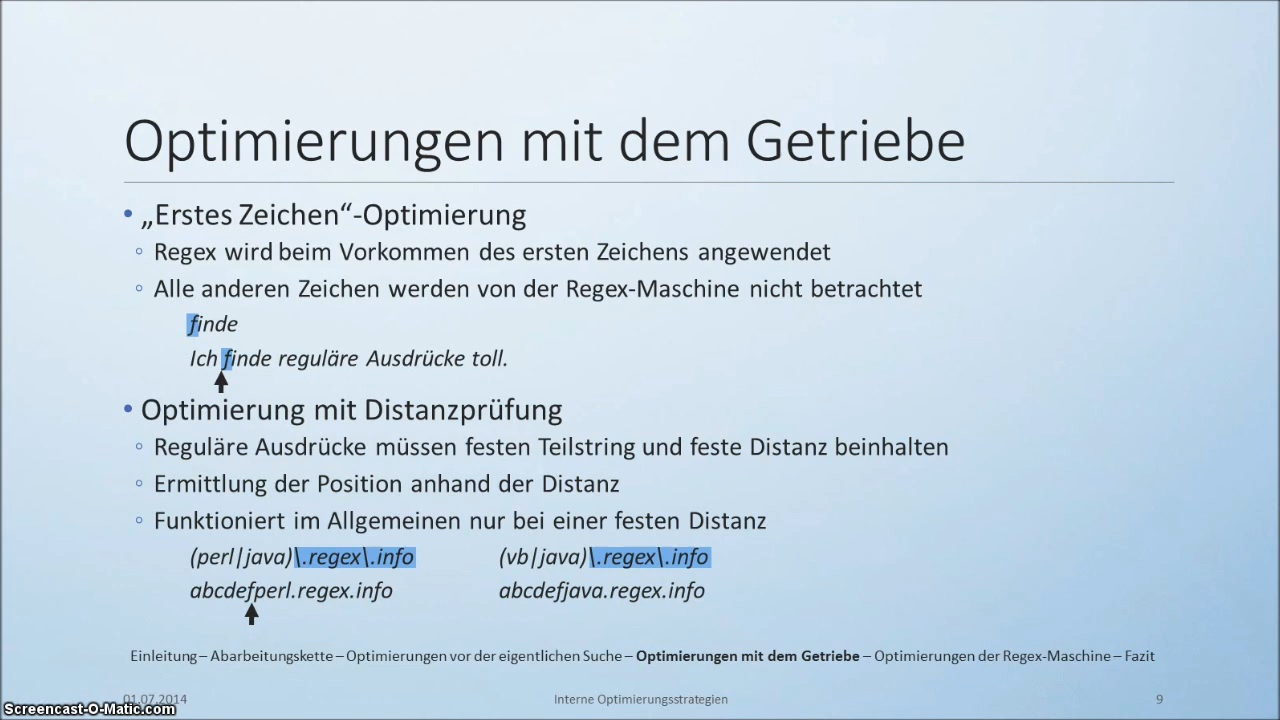 Optimierungen mit dem Getriebe
• „Erstes Zeichen“-Optimierung
◦ Regex wird beim Vorkommen des ersten Zeichens angewendet
◦ Alle anderen Zeichen werden von der Regex-Maschine nicht betrachtet
finde
Ich finde reguläre Ausdrücke toll.
• Optimierung mit Distanzprüfung
◦ Reguläre Ausdrücke müssen festen Teilstring und feste Distanz beinhalten
◦ Ermittlung der Position anhand der Distanz
◦ Funktioniert im Allgemeinen nur bei einer festen Distanz
(perl|java)\.regex\.info
abcdefperl.regex.info
(vb|java)\.regex\.info
abcdefjava.regex.info
Einleitung – Abarbeitungskette – Optimierungen vor der eigentlichen Suche – Optimierungen mit dem Getriebe – Optimierungen der Regex-Maschine – Fazit
01.07.2014
Interne Optimierungsstrategien
9
Screencast-O-Matic.com